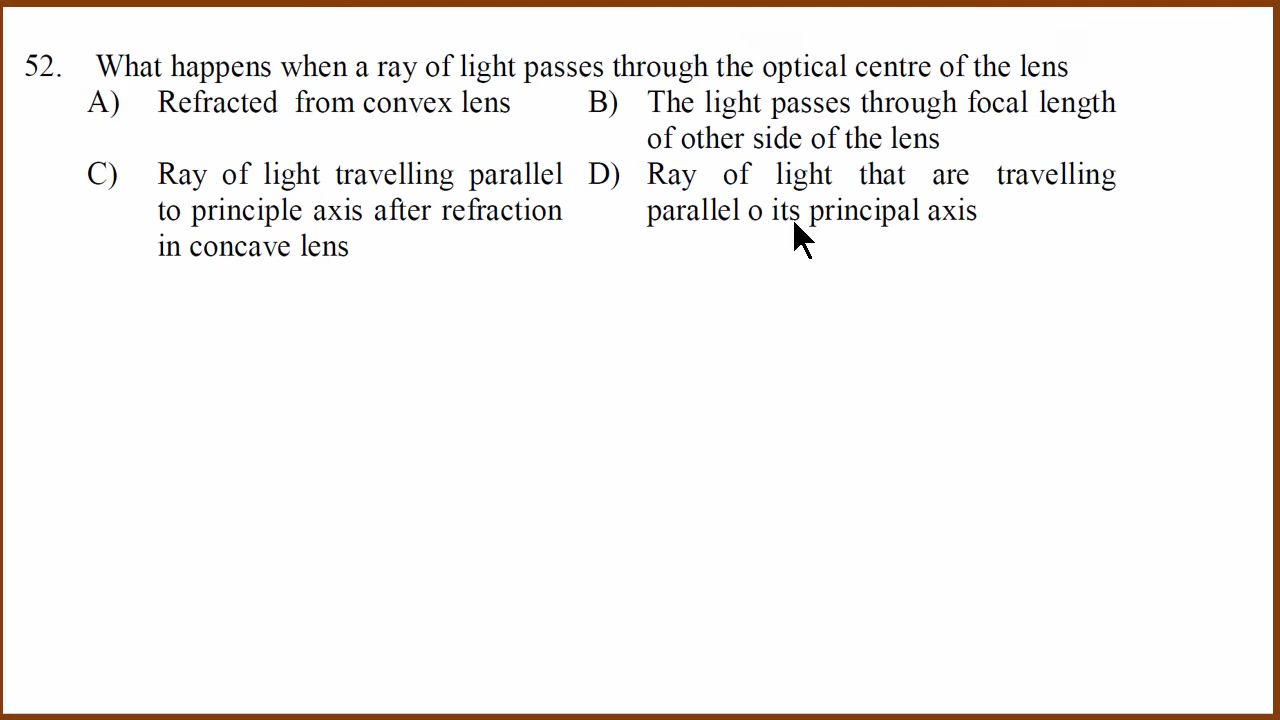 52. What happens when a ray of light passes through the optical centre of the lens
A) Refracted from convex lens
B) The light passes through focal length
of other side of the lens
C) Ray of light travelling parallel
to principle axis after refraction
in concave lens
D) Ray of light that are travelling
parallel o its principal axis